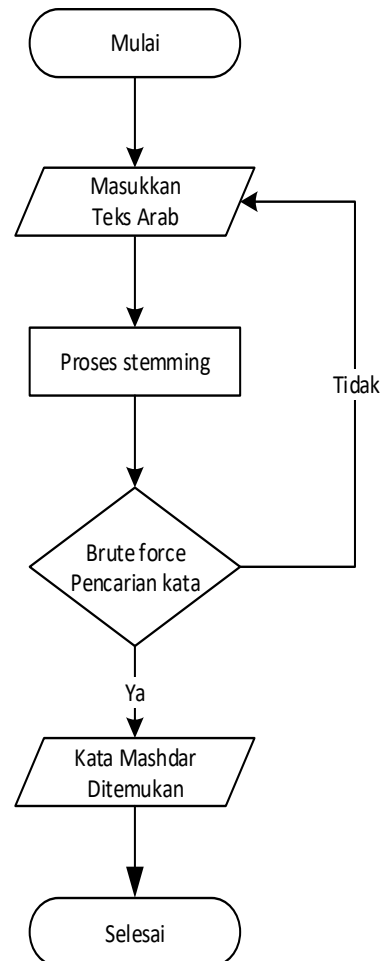 Mulai
Masukkan
Teks Arab
Proses stemming
Tidak
Brute force
Pencarian kata
Ya
Kata Mashdar
Ditemukan
Selesai